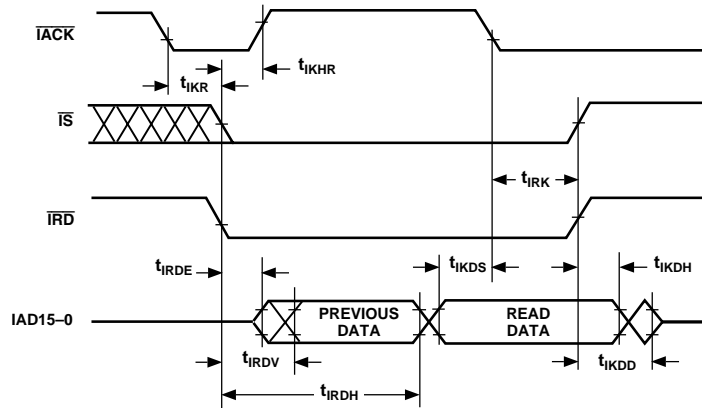 IACK
tIKHR
tIKR
IS
tIRK
IRD
tIRDE
tIKDS
tIKDH
IAD15–0
PREVIOUS
DATA
READ
DATA
tIRDV
tIKDD
tIRDH